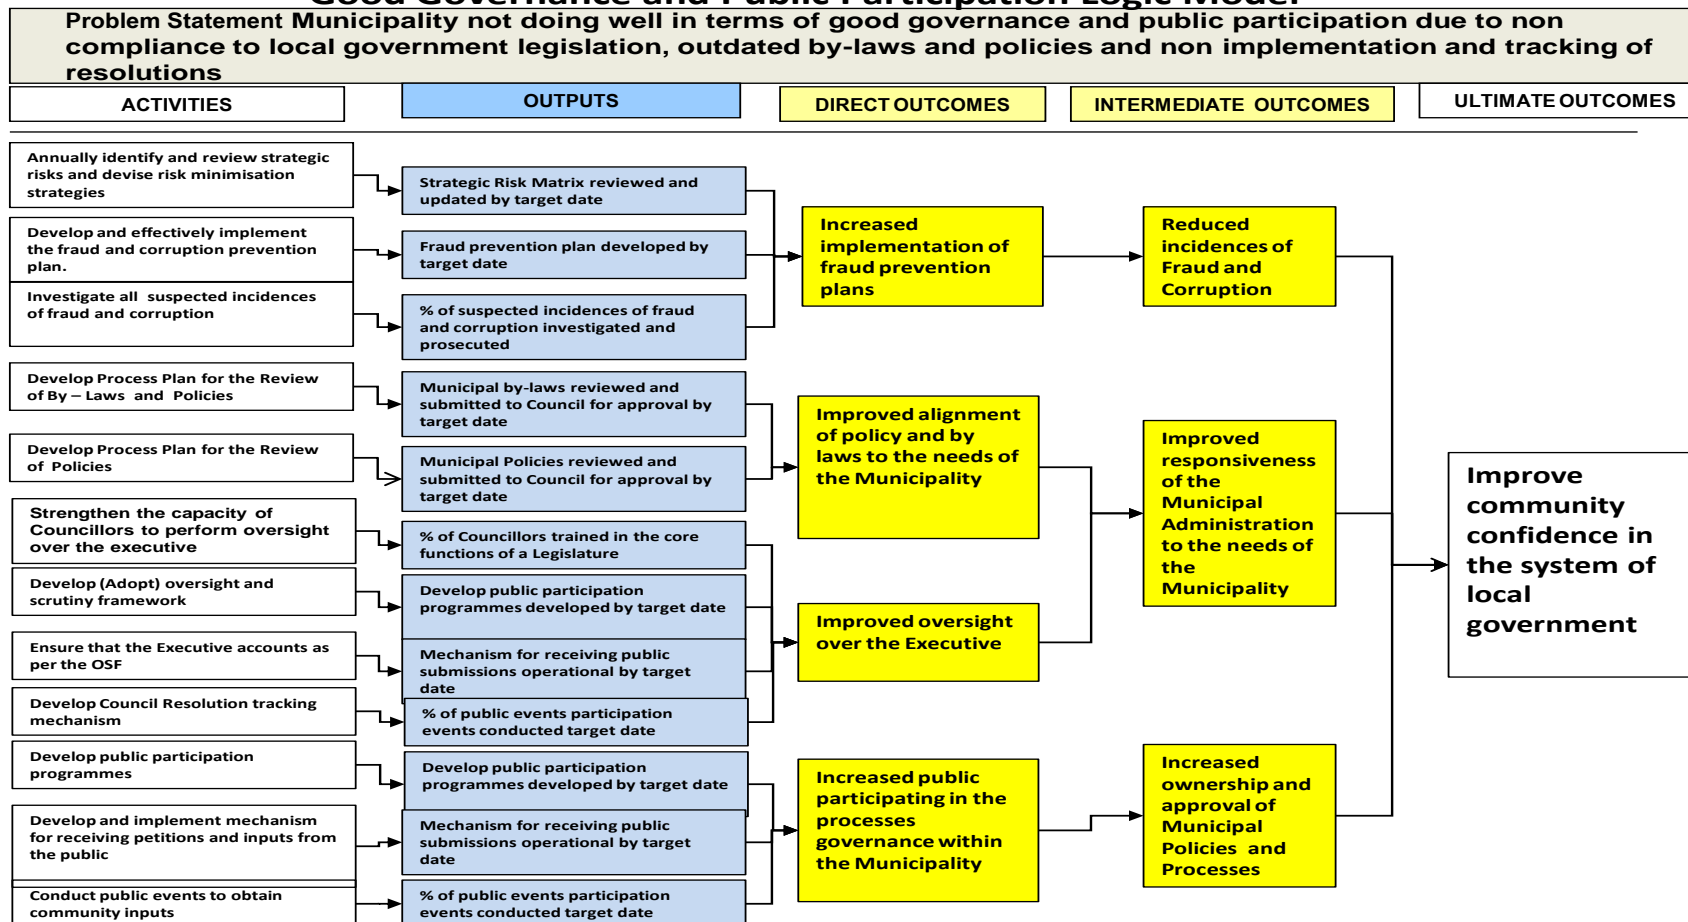 Good Governance and Public Participation Logic Model
Problem Statement Municipality not doing well in terms of good governance and public participation due to non
compliance to local government legislation, outdated by-laws and policies and non implementation and tracking of
resolutions
ACTIVITIES
OUTPUTS
DIRECT OUTCOMES
INTERMEDIATE OUTCOMES
ULTIMATE OUTCOMES
Annually identify and review strategic
risks and devise risk minimisation
strategies
Develop and effectively implement
the fraud and corruption prevention
plan.
Investigate all suspected incidences
of fraud and corruption
Develop Process Plan for the Review
of By – Laws and Policies
Develop Process Plan for the Review
of Policies
Strengthen the capacity of
Councillors to perform oversight
over the executive
Develop (Adopt) oversight and
scrutiny framework
Ensure that the Executive accounts as
per the OSF
Develop Council Resolution tracking
mechanism
Develop public participation
programmes
Develop and implement mechanism
for receiving petitions and inputs from
the public
Conduct public events to obtain
community inputs
Strategic Risk Matrix reviewed and
updated by target date
Fraud prevention plan developed by
target date
% of suspected incidences of fraud
and corruption investigated and
prosecuted
Municipal by-laws reviewed and
submitted to Council for approval by
target date
Municipal Policies reviewed and
submitted to Council for approval by
target date
% of Councillors trained in the core
functions of a Legislature
Develop public participation
programmes developed by target date
Mechanism for receiving public
submissions operational by target
date
% of public events participation
events conducted target date
Develop public participation
programmes developed by target date
Mechanism for receiving public
submissions operational by target
date
% of public events participation
events conducted target date
Increased
implementation of
fraud prevention
plans
Improved alignment
of policy and by
laws to the needs of
the Municipality
Improved oversight
over the Executive
Increased public
participating in the
processes
governance within
the Municipality
Reduced
incidences of
Fraud and
Corruption
Improved
responsiveness
of the
Municipal
Administration
to the needs of
the
Municipality
Increased
ownership and
approval of
Municipal
Policies and
Processes
Improve
community
confidence in
the system of
local
government